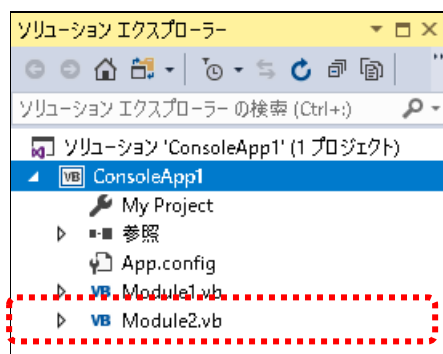 ソリューション エクスプローラー
ソリューション エクスプローラー の検索 (Ctrl+;)
ソリューション 'ConsoleApp1' (1 プロジェクト)
VB ConsoleApp1
My Project
参照
App.config
VB Module1.vb
VB Module2.vb